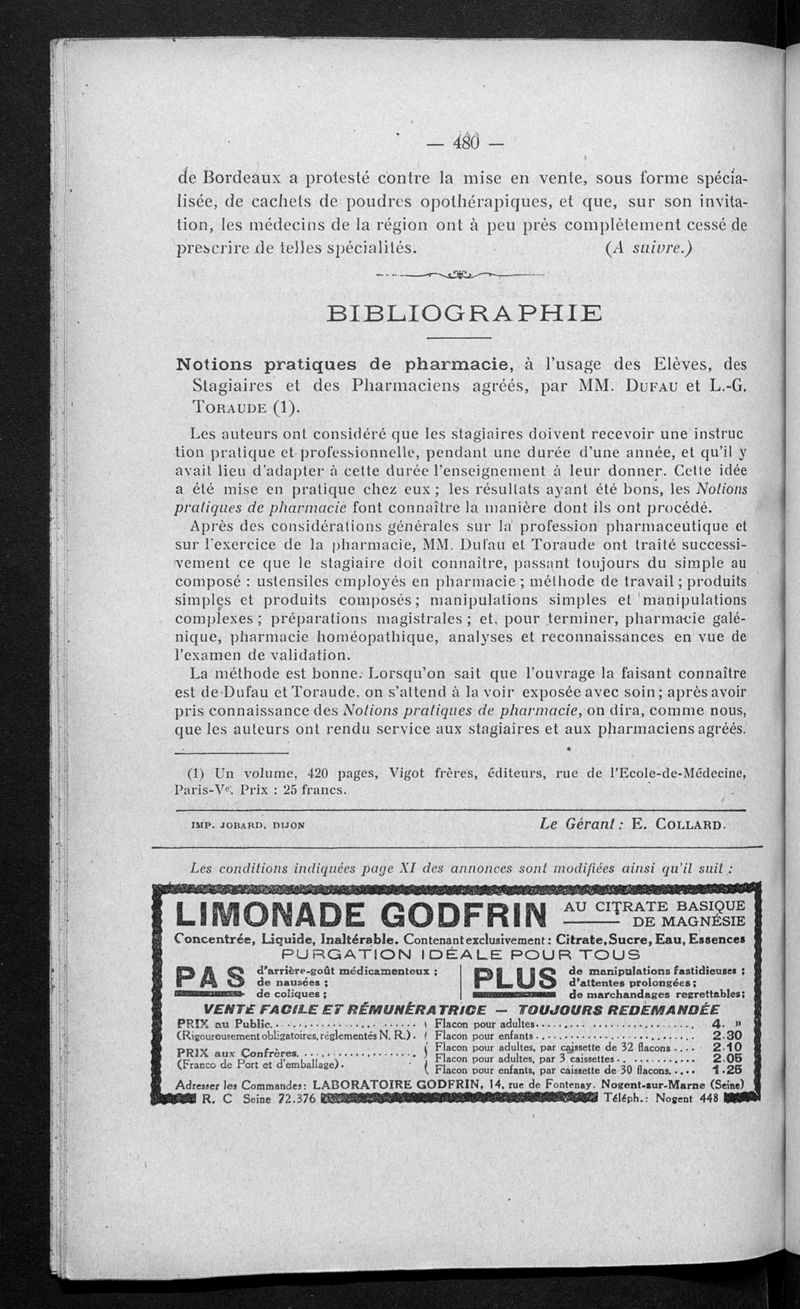 — 480 —
de Bordeaux a protesté contre la mise en vente, sous forme spécia-
lisée, de cachets de poudres opothérapiques, et que, sur son invita-
tion, les médecins de la région ont à peu près complètement cessé de
prescrire de telles spécialités. (A suivre.)
BIBLIOGRAPHIE
Notions pratiques de pharmacie, à l'usage des Elèves, des
Stagiaires et des Pharmaciens agréés, par MM. DUFAU et L.-G.
TORAUDE (1).
Les auteurs ont considéré que les stagiaires doivent recevoir une instruc
tion pratique et professionnelle, pendant une durée d'une année, et qu'il y
avait lieu d'adapter à cette durée l'enseignement à leur donner. Cette idée
a été mise en pratique chez eux ; les résultats ayant été bons, les Notions
pratiques de pharmacie font connaître la manière dont ils ont procédé.
Après des considérations générales sur la profession pharmaceutique et
sur l'exercice de la pharmacie, MM. Dufau et Toraude ont traité successi-
vement ce que le stagiaire doit connaître, passant toujours du simple au
composé : ustensiles employés en pharmacie ; méthode de travail ; produits
simples et produits composés ; manipulations simples et manipulations
complexes ; préparations magistrales ; et, pour terminer, pharmacie galé-
nique, pharmacie homéopathique, analyses et reconnaissances en vue de
l'examen de validation.
La méthode est bonne. Lorsqu'on sait que l'ouvrage la faisant connaître
est de Dufau et Toraude. on s'attend à la voir exposée avec soin ; après avoir
pris connaissance des Notions pratiques de pharmacie, on dira, comme nous,
que les auteurs ont rendu service aux stagiaires et aux pharmaciens agréés.
(1) Un volume, 420 pages, Vigot frères, éditeurs, rue de l'Ecole-de-Médecine,
Paris-Ve. Prix : 25 francs.
IMP. JOBARD, DIJON Le Gérant : E. COLLARD.
Les conditions indiquées page XI des annonces sont modifiées ainsi qu'il suit :
LIMONADE GODFRIN AU CITRATE BASIQUE
DE MAGNÉSIE
Concentrée, Liquide, Inaltérable. Contenant exclusivement : Citrate, Sucre, Eau, Essences
PURGATION IDÉALE POUR TOUS
PAS d'arrière-goût médicamenteux ;
de nausées ;
de coliques ;
PLUS de manipulations fastidieuses ;
d'attentes prolongées ;
de marchandages regrettables ;
VENTE FACILE ET RÉMUNÉRATRICE — TOUJOURS REDEMANDÉE
PRIX au Public. Flacon pour adultes 4. »
(Rigoureusement obligatoires, réglementés N. R.). Flacon pour enfants 2.30
PRIX aux Confrères. Flacon pour adultes, par caissette de 32 flacons 2.10
(Franco de Port et d'emballage). Flacon pour adultes, par 3 caissettes 2.05
Flacon pour enfants, par caissette de 30 flacons 1.25
Adresser les Commandes : LABORATOIRE GODFRIN, 14, rue de Fontenay. Nogent-sur-Marne (Seine)
R. C Seine 72.376 Téléph. : Nogent 448